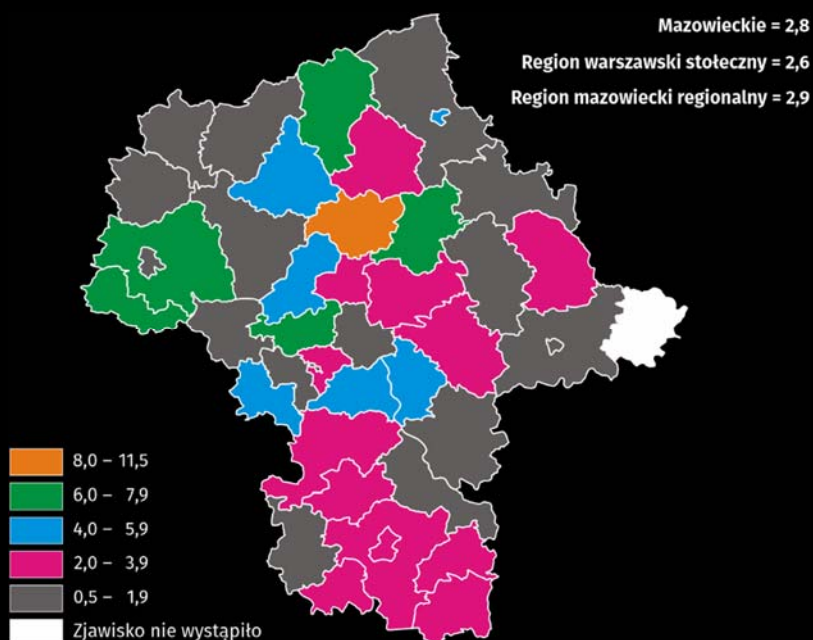 Mazowieckie = 2,8
Region warszawski stołeczny = 2,6
Region mazowiecki regionalny = 2,9
8,0 – 11,5
6,0 – 7,9
4,0 – 5,9
2,0 – 3,9
0,5 – 1,9
Zjawisko nie wystąpiło